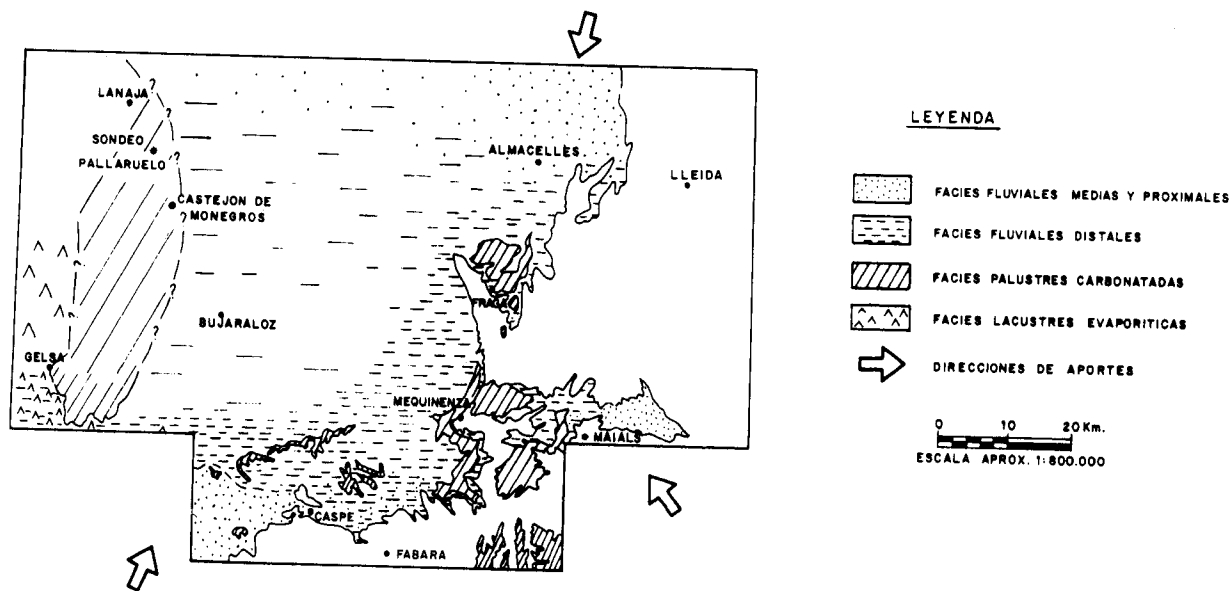 LANAJA
SONDEO
PALLARUELO
CASTEJON DE
MONEGROS
ALMACELLES
LLEIDA
BUJARALOZ
FRAGA
GELSA
MEQUINENZA
MAIALS
CASPE
FABARA
?
?
?
?
?
?
?
?
LEYENDA
FACIES FLUVIALES MEDIAS Y PROXIMALES
FACIES FLUVIALES DISTALES
FACIES PALUSTRES CARBONATADAS
FACIES LACUSTRES EVAPORITICAS
DIRECCIONES DE APORTES
0 10 20 Km.
ESCALA APROX. 1:800.000